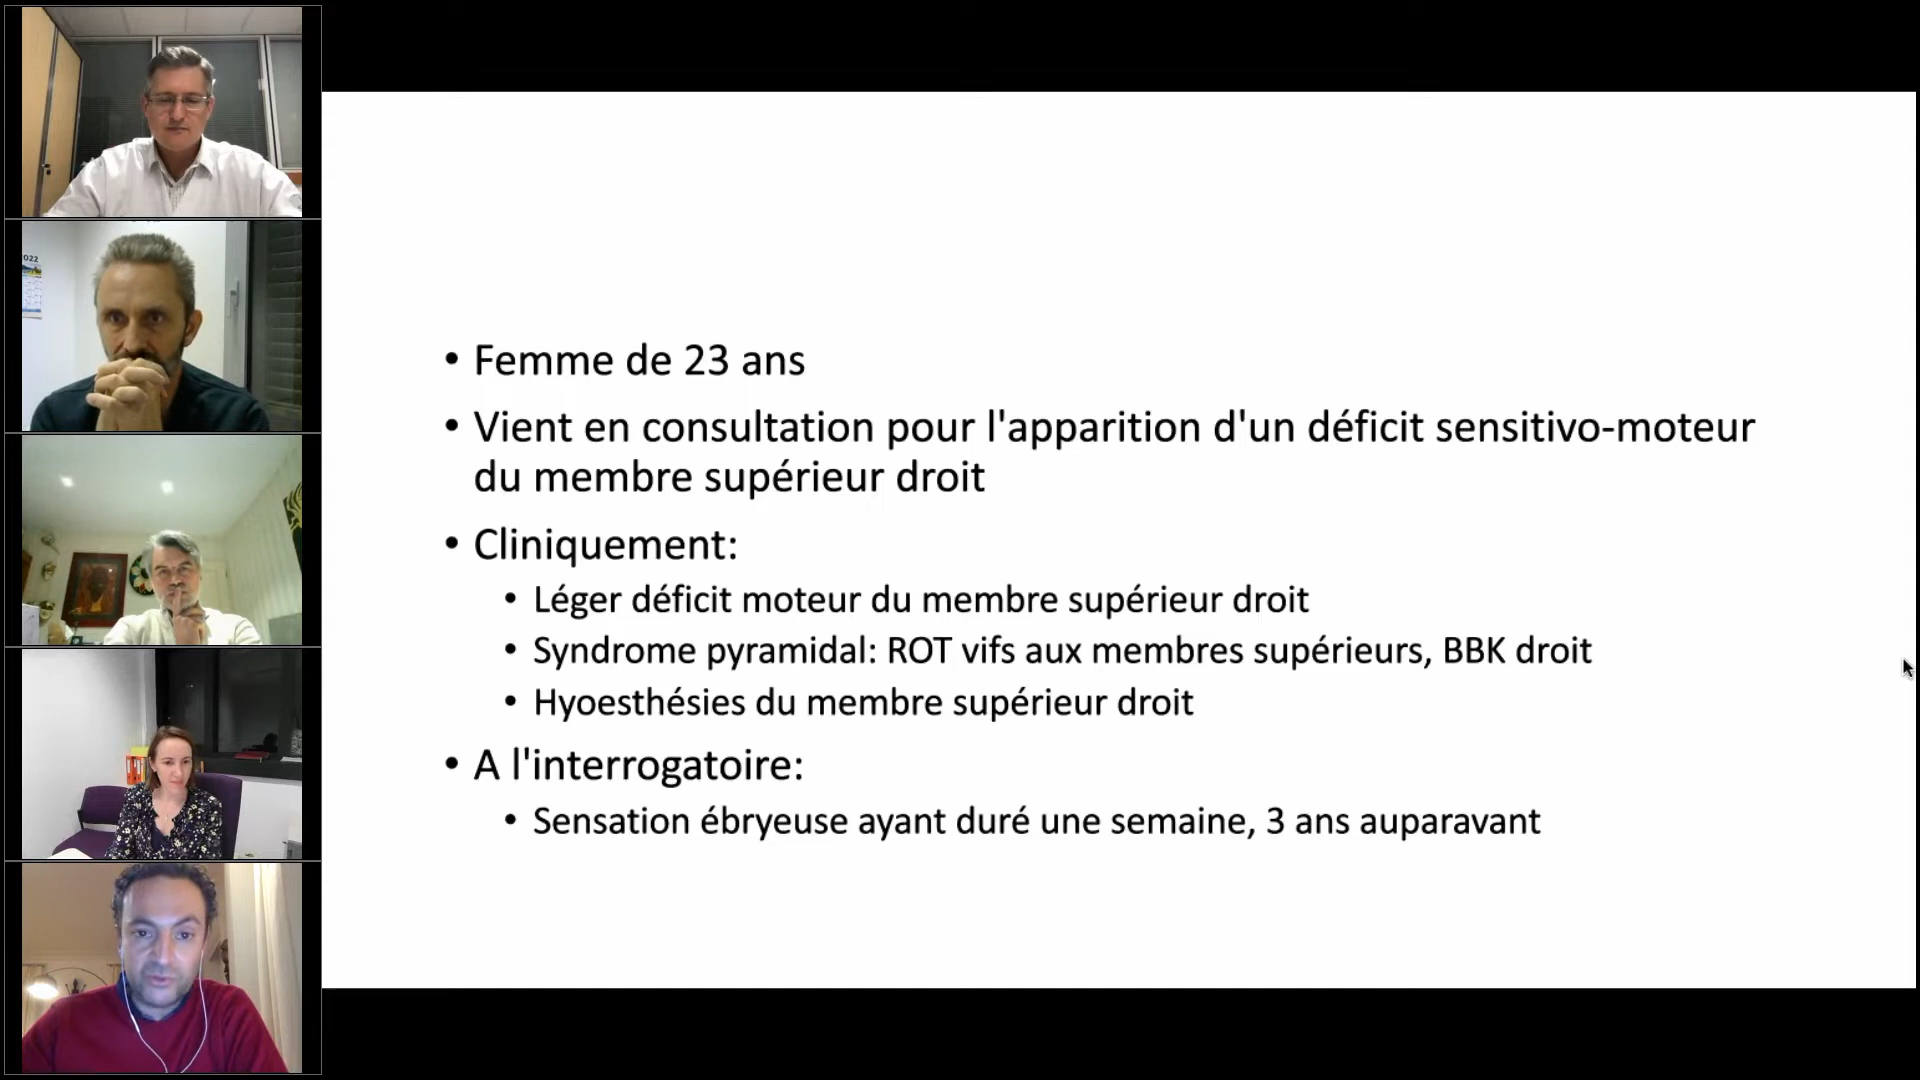 022
• Femme de 23 ans
• Vient en consultation pour l'apparition d'un déficit sensitivo-moteur
du membre supérieur droit
• Cliniquement:
• Léger déficit moteur du membre supérieur droit
• Syndrome pyramidal: ROT vifs aux membres supérieurs, BBK droit
• Hyoesthésies du membre supérieur droit
• A l'interrogatoire:
• Sensation ébryeuse ayant duré une semaine, 3 ans auparavant